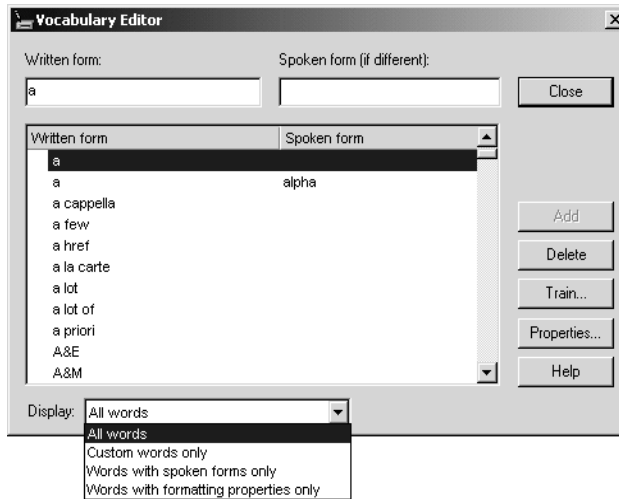 Vocabulary Editor
Written form: Spoken form (if different):
a
Close
Written form Spoken form
a
a alpha
a cappella
a few
a href
a la carte
a lot
a lot of
a priori
A&E
A&M
Add
Delete
Train...
Properties...
Help
Display: All words
All words
Custom words only
Words with spoken forms only
Words with formatting properties only